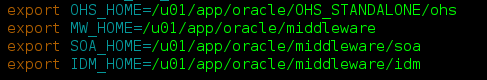 export OHS_HOME=/u01/app/oracle/OHS_STANDALONE/ohs
export MW_HOME=/u01/app/oracle/middleware
export SOA_HOME=/u01/app/oracle/middleware/soa
export IDM_HOME=/u01/app/oracle/middleware/idm